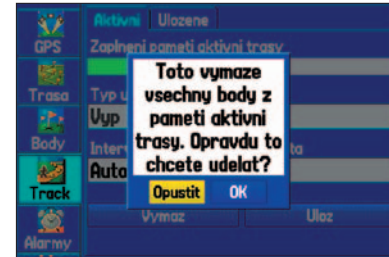 GPS
Trasa
Body
Track
Alarmy
Aktivni Ulozene
Zaplneni pameti aktivni trasy
Typ
Vyp
Auto
Toto vymaze
vsechny body z
pameti aktivni
trasy. Opravdu to
chcete udelat?
Opustit OK
Vymaz Uloz